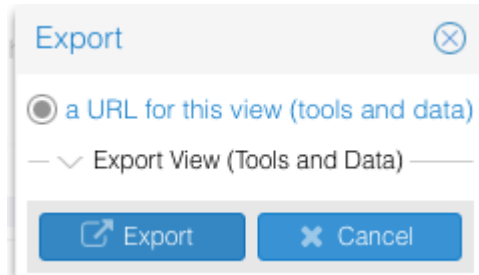 Export
a URL for this view (tools and data)
Export View (Tools and Data)
Export Cancel